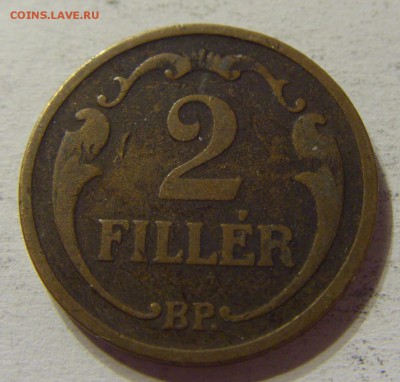 COINS.LAVE.RU
2
FILLÉR
BP.